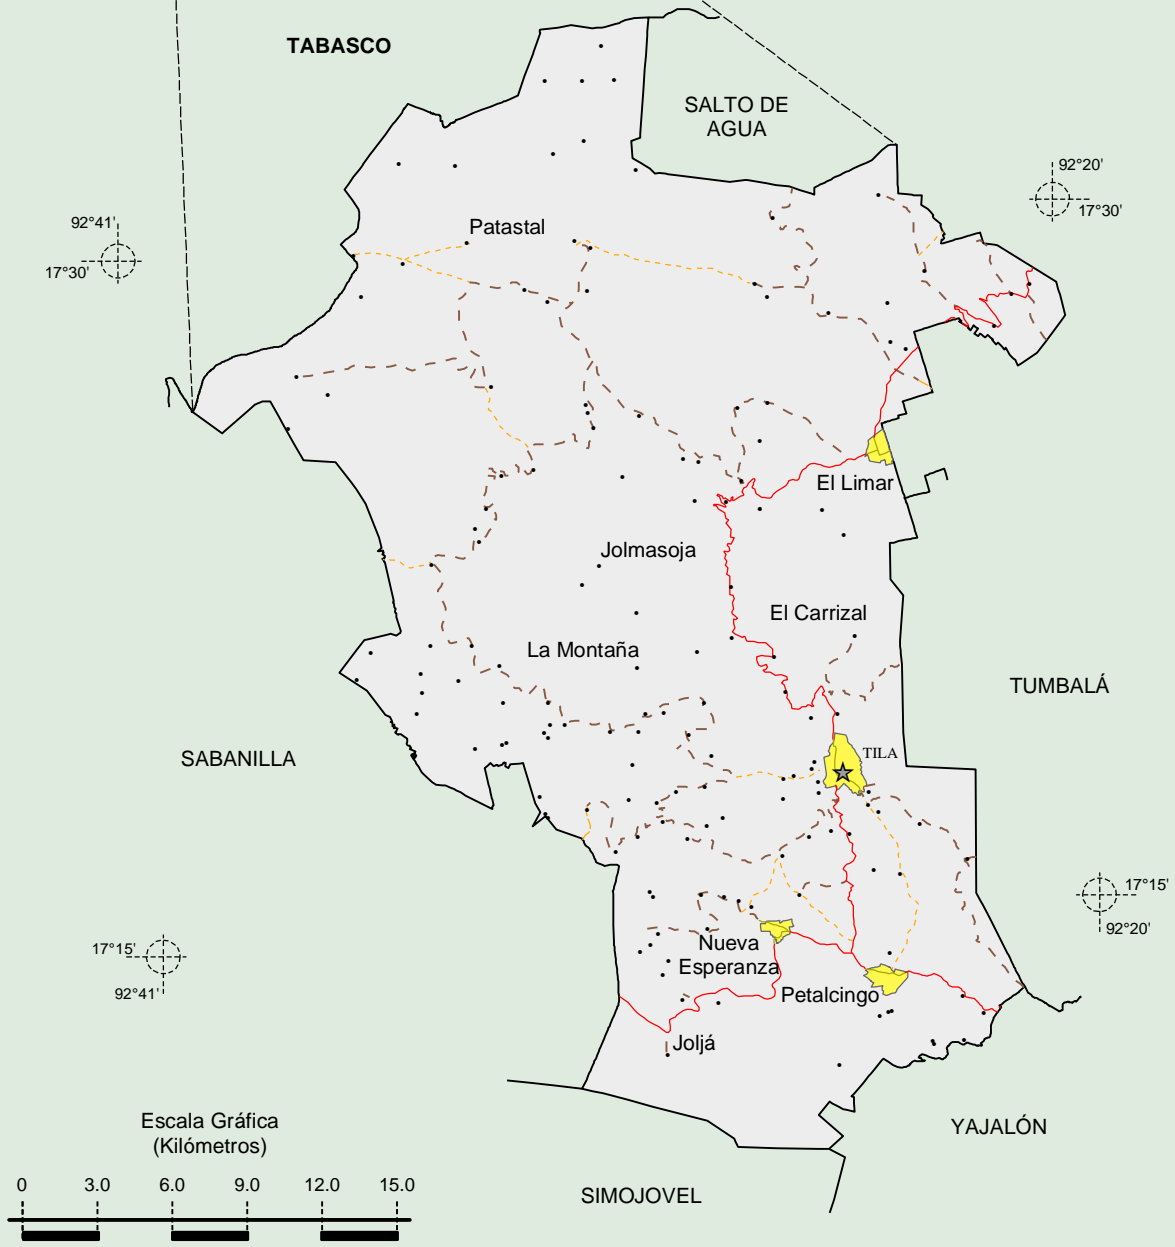 TABASCO
SALTO DE
AGUA
92°20'
17°30'
92°41'
17°30'
Patastal
El Limar
Jolmasoja
El Carrizal
La Montaña
TUMBALÁ
SABANILLA
TILA
17°15'
92°20'
17°15'
92°41'
Nueva
Esperanza
Petalcingo
Joljá
Escala Gráfica
(Kilómetros)
YAJALÓN
0 3.0 6.0 9.0 12.0 15.0
SIMOJOVEL